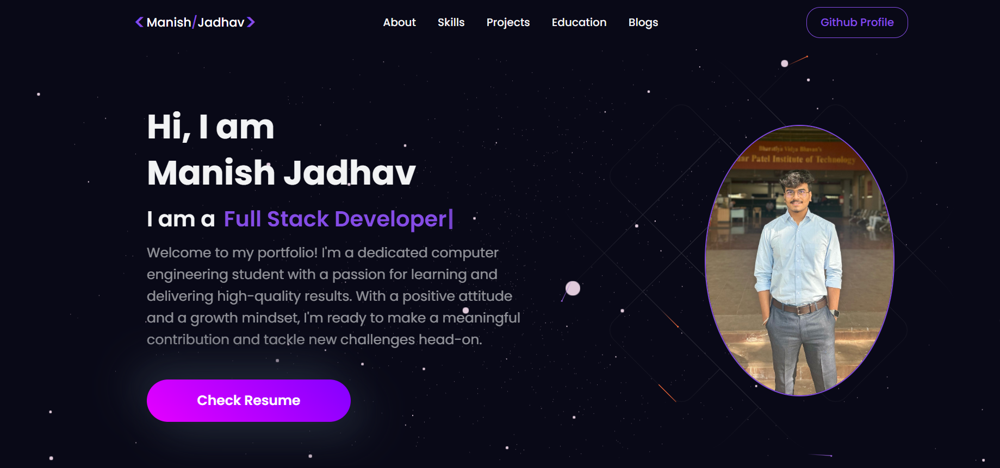 <Manish/Jadhav>
About
Skills
Projects
Education
Blogs
Github Profile
Hi, I am
Manish Jadhav
I am a Full Stack Developer|
Welcome to my portfolio! I'm a dedicated computer
engineering student with a passion for learning and
delivering high-quality results. With a positive attitude
and a growth mindset, I'm ready to make a meaningful
contribution and tackle new challenges head-on.
Check Resume
Bharatiya Vidya Bhavan's
Patel Institute of Technology